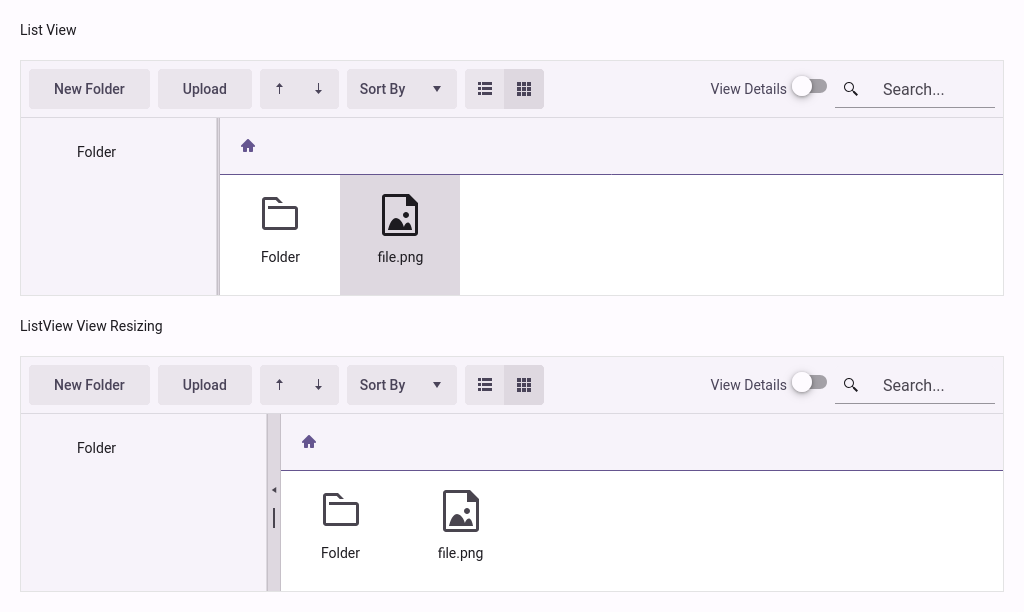 List View
New Folder Upload Sort By View Details Search...
Folder
Folder file.png
ListView View Resizing
New Folder Upload Sort By View Details Search...
Folder
Folder file.png